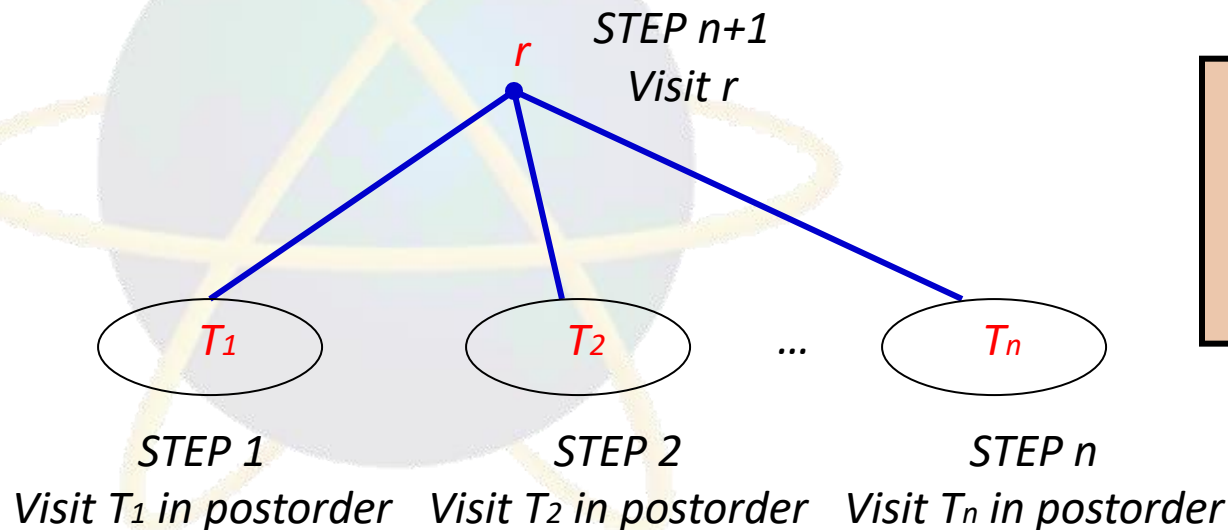 STEP n+1
r
Visit r
T1
T2
...
Tn
STEP 1
STEP 2
STEP n
Visit T1 in postorder
Visit T2 in postorder
Visit Tn in postorder